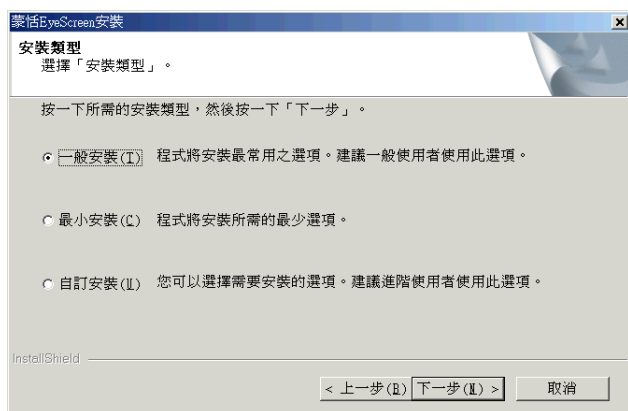 蒙恬EyeScreen安裝
安裝類型
選擇「安裝類型」。
按一下所需的安裝類型，然後按一下「下一步」。
一般安裝(T) 程式將安裝最常用之選項。建議一般使用者使用此選項。
最小安裝(C) 程式將安裝所需的最少選項。
自訂安裝(U) 您可以選擇需要安裝的選項。建議進階使用者使用此選項。
InstallShield
< 上一步(B) 下一步(N) > 取消